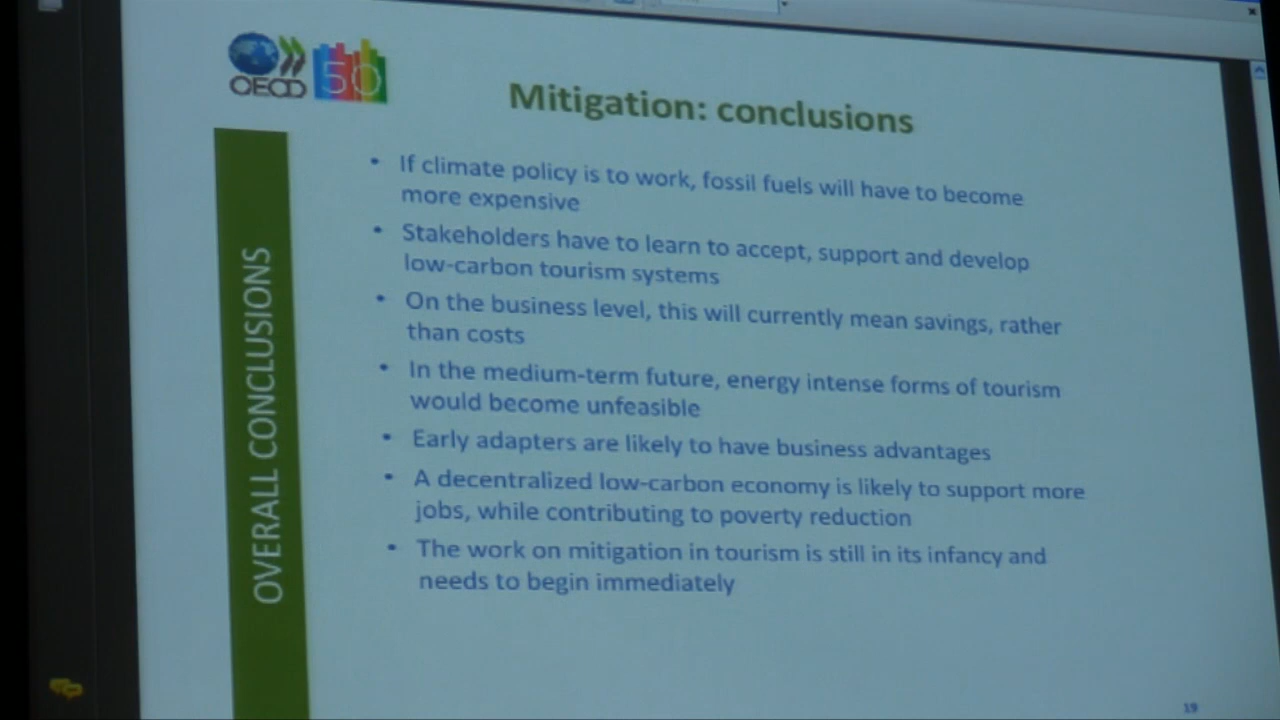 OECD 50
Mitigation: conclusions
OVERALL CONCLUSIONS
• If climate policy is to work, fossil fuels will have to become
more expensive
• Stakeholders have to learn to accept, support and develop
low-carbon tourism systems
• On the business level, this will currently mean savings, rather
than costs
• In the medium-term future, energy intense forms of tourism
would become unfeasible
• Early adapters are likely to have business advantages
• A decentralized low-carbon economy is likely to support more
jobs, while contributing to poverty reduction
• The work on mitigation in tourism is still in its infancy and
needs to begin immediately
19